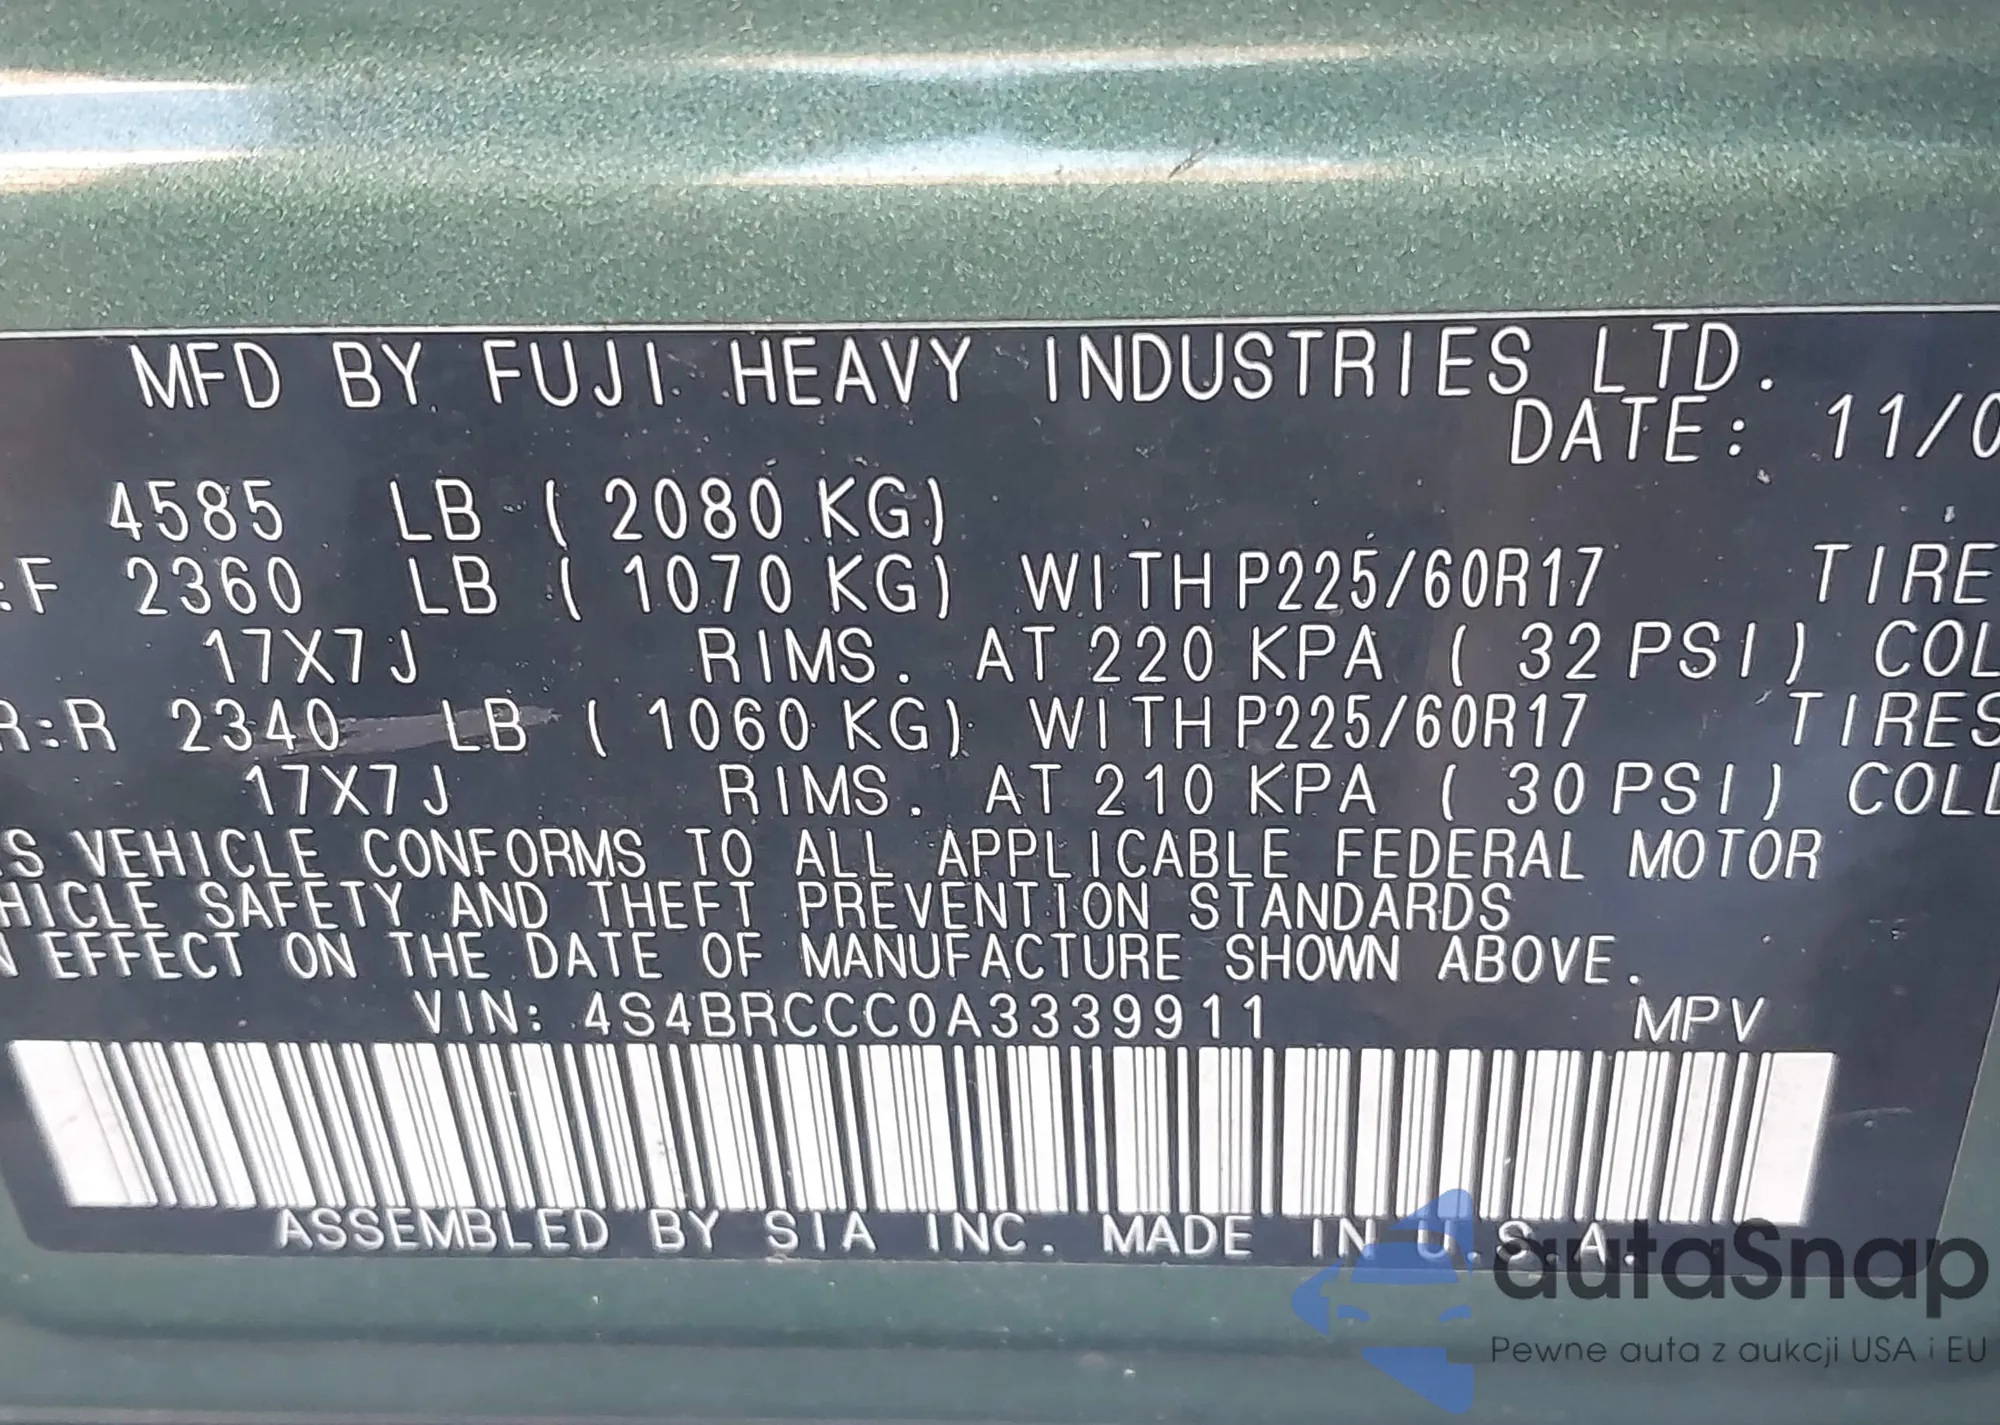 MFD BY FUJI HEAVY INDUSTRIES LTD.
DATE: 11/0
4585 LB ( 2080 KG)
:F 2360 LB ( 1070 KG) WITH P225/60R17 TIRE
17X7J RIMS. AT 220 KPA ( 32 PSI) COL
R:R 2340 LB ( 1060 KG) WITH P225/60R17 TIRES
17X7J RIMS. AT 210 KPA ( 30 PSI) COLD
S VEHICLE CONFORMS TO ALL APPLICABLE FEDERAL MOTOR
HICLE SAFETY AND THEFT PREVENTION STANDARDS
N EFFECT ON THE DATE OF MANUFACTURE SHOWN ABOVE.
VIN: 4S4BRCCC0A3339911 MPV
ASSEMBLED BY SIA INC. MADE IN U.S.A.
autaSnap
Pewne auta z aukcji USA i EU